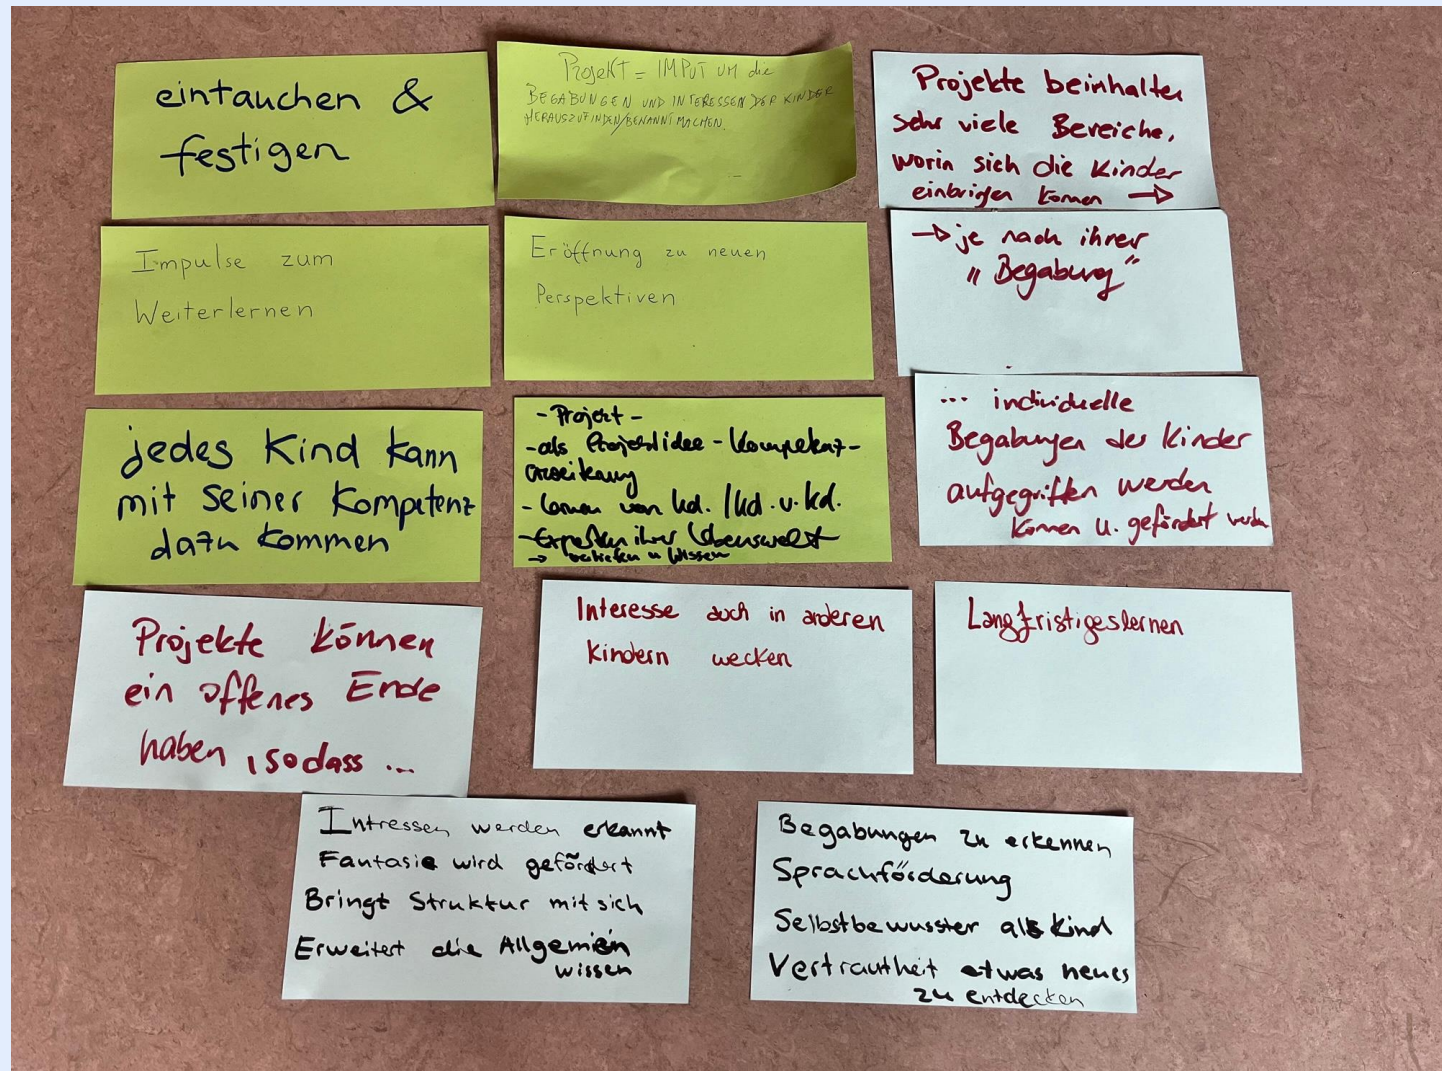 eintauchen &
festigen
Projekt = IMPUT UM die
BEGABUNGEN UND INTERESSEN DER KINDER
HERAUSZUFINDEN/BENANNT MACHEN.
Projekte beinhalten
sehr viele Bereiche,
worin sich die Kinder
einbringen können →
Impulse zum
Weiterlernen
Eröffnung zu neuen
Perspektiven
→ je nach ihrer
"Begabung"
jedes Kind kann
mit seiner Kompetenz
dazu kommen
- Projekt -
- als Projektidee - Kompetenz-
- Lernen von Kd. / Kd. v. Kd.
- Experten ihrer Lebenswelt
→ vertiefen u Wissen
... individuelle
Begabungen der Kinder
aufgegriffen werden
können u. gefördert werden
Projekte können
ein offenes Ende
haben, sodass ...
Interesse auch in anderen
Kindern wecken
Langfristigeslernen
Intressen werden erkannt
Fantasie wird gefördert
Bringt Struktur mit sich
Erweitert die Allgemein
wissen
Begabungen zu erkennen
Sprachförderung
Selbstbewusster als Kind
Vertrautheit etwas neues
zu entdecken